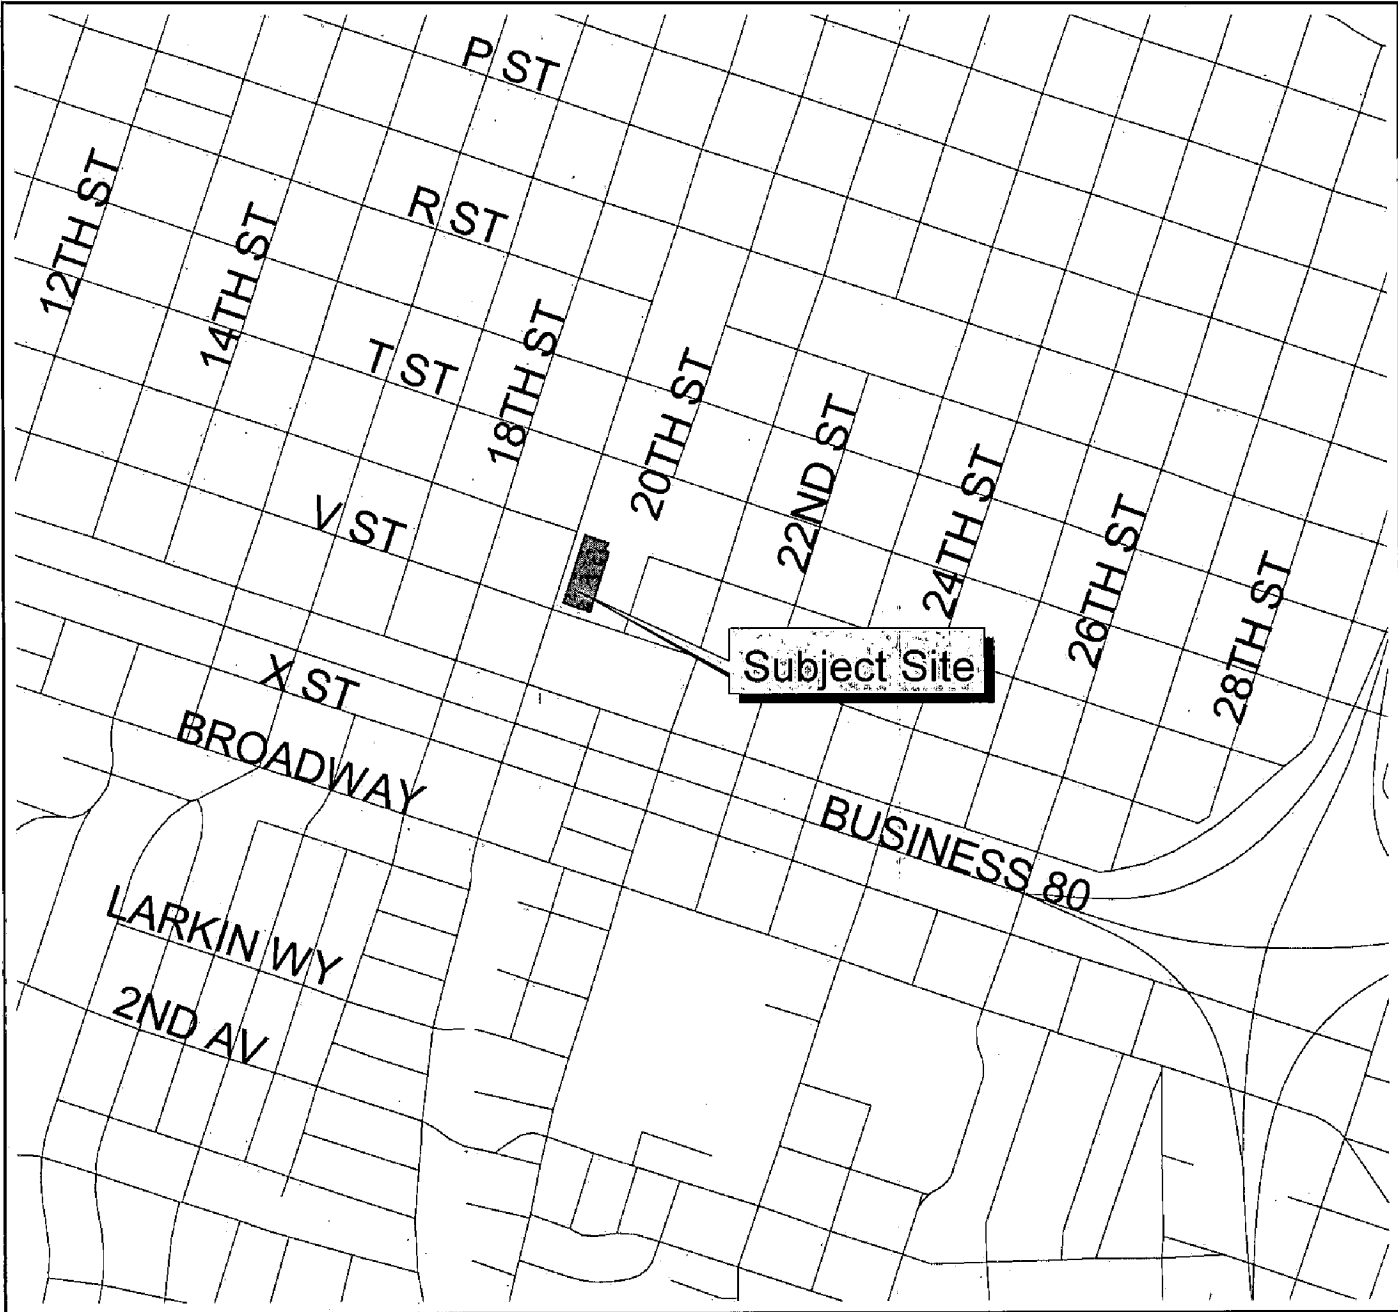 P ST
12TH ST
R ST
14TH ST
18TH ST
T ST
20TH ST
22ND ST
24TH ST
V ST
26TH ST
28TH ST
Subject Site
X ST
BROADWAY
BUSINESS 80
LARKIN WY
2ND AV